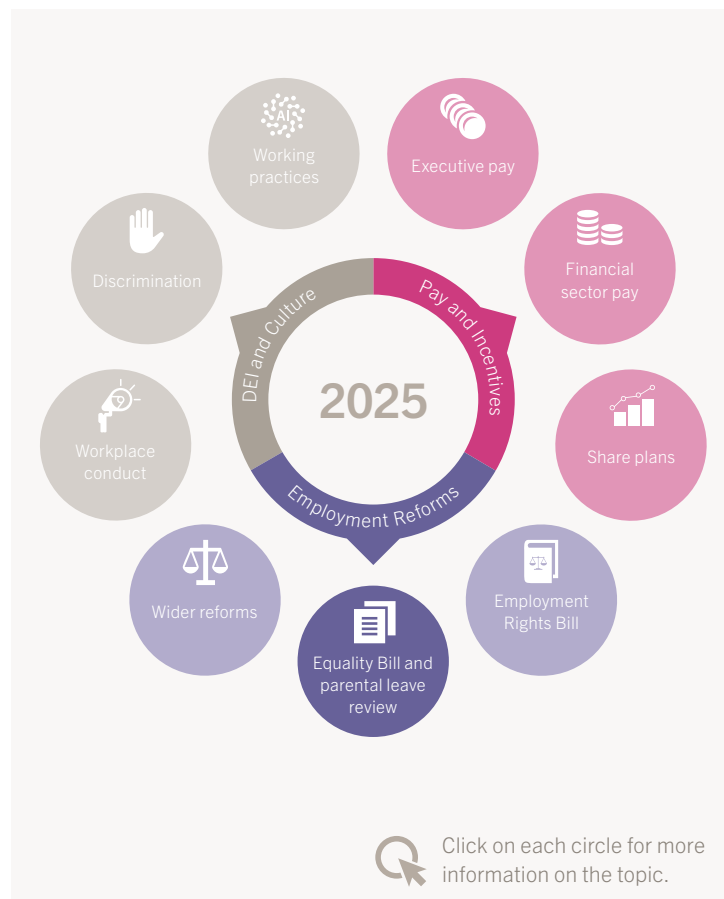 AI
Working
practices
Executive pay
Discrimination
Financial
sector pay
DEI and Culture
Pay and Incentives
2025
Workplace
conduct
Share plans
Employment Reforms
Wider reforms
Employment
Rights Bill
Equality Bill and
parental leave
review
Click on each circle for more
information on the topic.